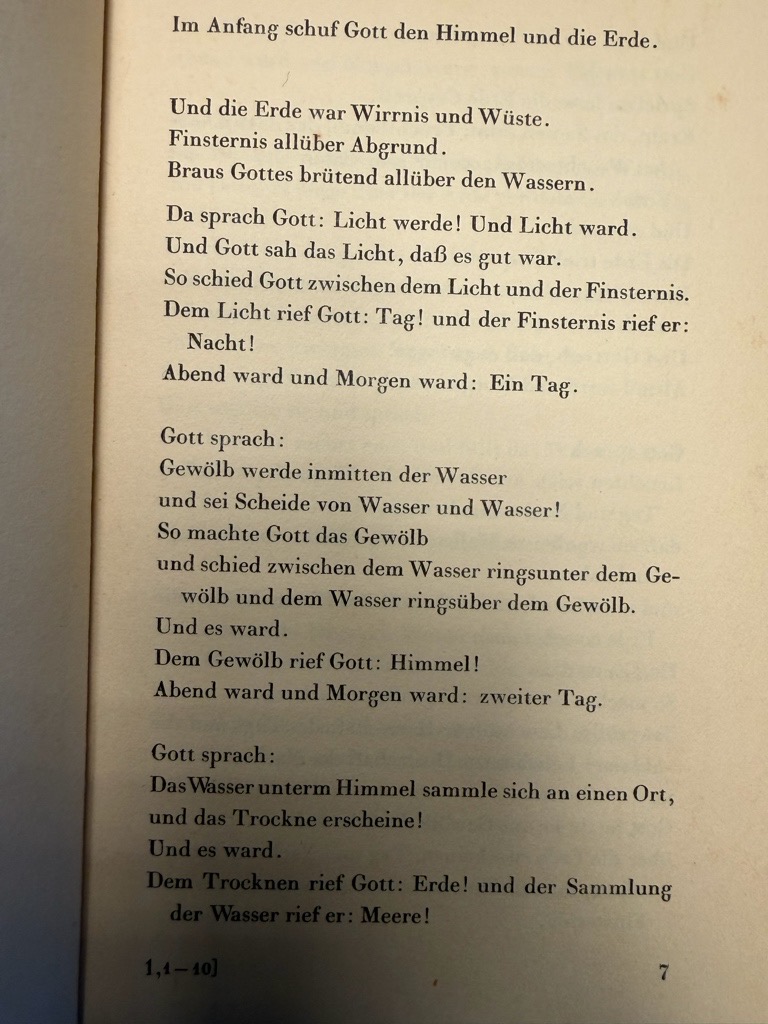 Im Anfang schuf Gott den Himmel und die Erde.
Und die Erde war Wirrnis und Wüste.
Finsternis allüber Abgrund.
Braus Gottes brütend allüber den Wassern.
Da sprach Gott: Licht werde! Und Licht ward.
Und Gott sah das Licht, daß es gut war.
So schied Gott zwischen dem Licht und der Finsternis.
Dem Licht rief Gott: Tag! und der Finsternis rief er:
Nacht!
Abend ward und Morgen ward: Ein Tag.
Gott sprach:
Gewölb werde inmitten der Wasser
und sei Scheide von Wasser und Wasser!
So machte Gott das Gewölb
und schied zwischen dem Wasser ringsunter dem Ge-
wölb und dem Wasser ringsüber dem Gewölb.
Und es ward.
Dem Gewölb rief Gott: Himmel!
Abend ward und Morgen ward: zweiter Tag.
Gott sprach:
Das Wasser unterm Himmel sammle sich an einen Ort,
und das Trockne erscheine!
Und es ward.
Dem Trocknen rief Gott: Erde! und der Sammlung
der Wasser rief er: Meere!
1,1–10] 7